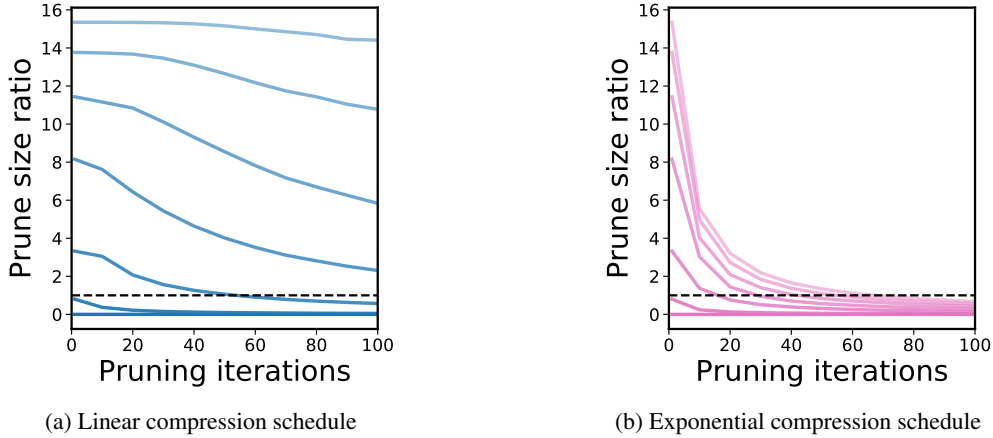 16
14
12
10
8
6
4
2
0
Prune size ratio
0 20 40 60 80 100
Pruning iterations
(a) Linear compression schedule
16
14
12
10
8
6
4
2
0
Prune size ratio
0 20 40 60 80 100
Pruning iterations
(b) Exponential compression schedule